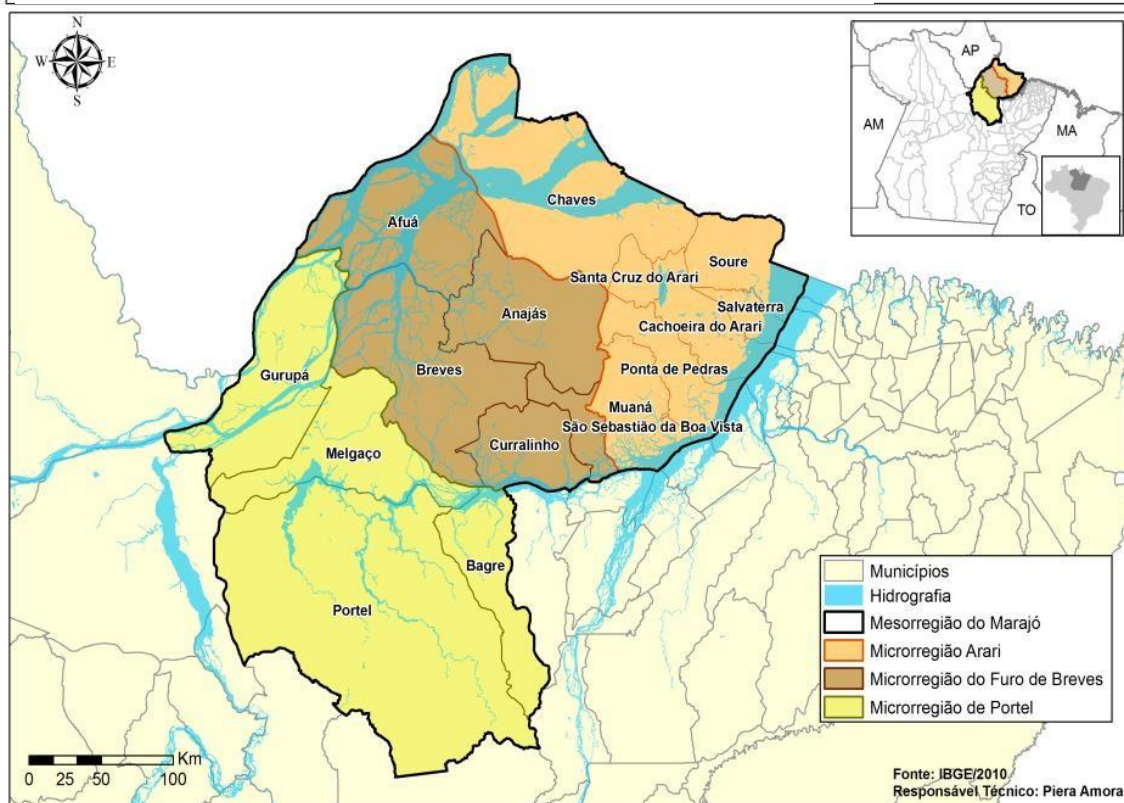 N
W E
S
AP
AM
MA
TO
Chaves
Afuá
Soure
Santa Cruz do Arari
Salvaterra
Anajás
Cachoeira do Arari
Breves
Ponta de Pedras
Gurupá
Muaná
São Sebastião da Boa Vista
Curralinho
Melgaço
Bagre
Portel
Municípios
Hidrografia
Mesorregião do Marajó
Microrregião Arari
Microrregião do Furo de Breves
Microrregião de Portel
Km
0 25 50 100
Fonte: IBGE/2010
Responsável Técnico: Piera Amora